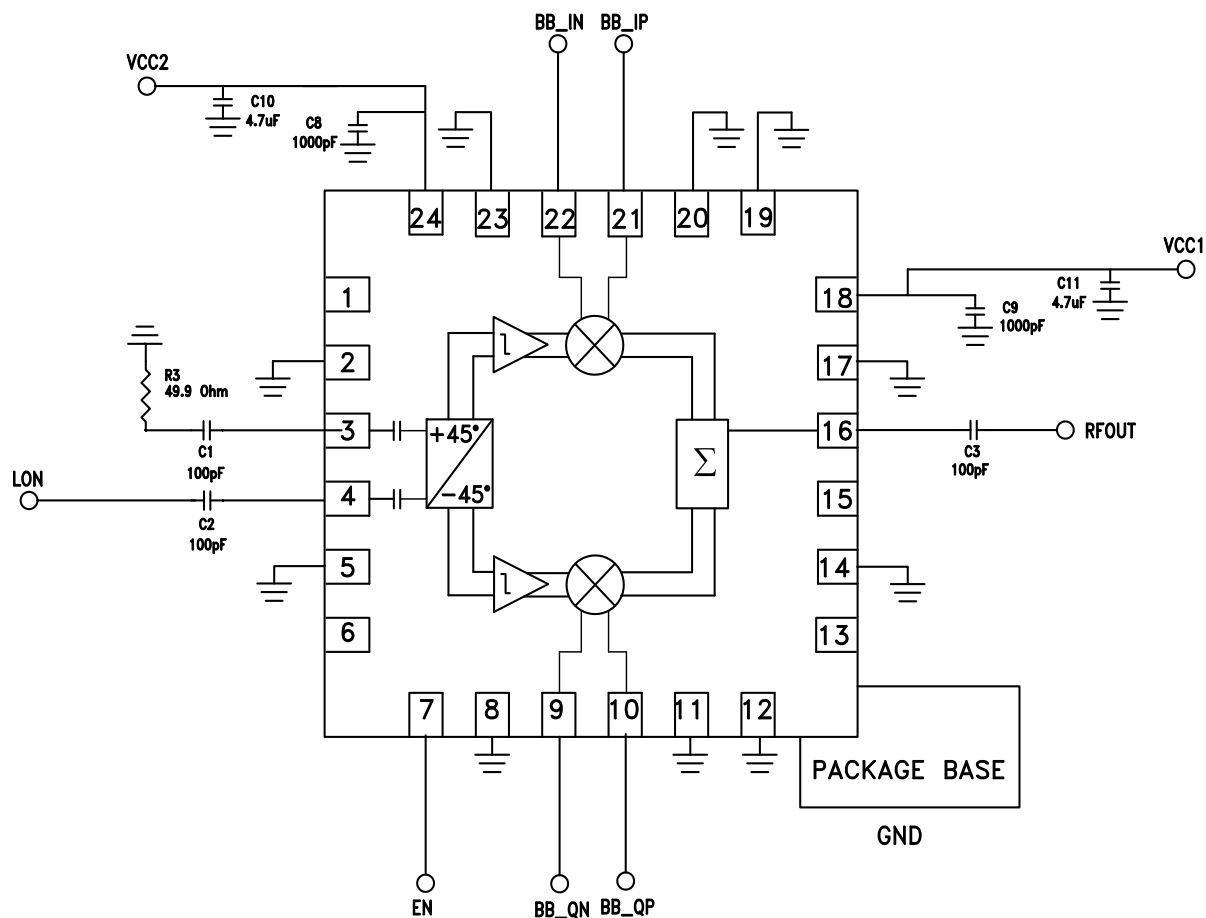 BB_IN BB_IP
VCC2
C10
4.7uF
C8
1000pF
24 23 22 21 20 19
VCC1
C11
4.7uF
C9
1000pF
1
18
2
17
R3
49.9 Ohm
3
+45°
Σ
16
RFOUT
C1
100pF
C3
100pF
LON
4
-45°
15
C2
100pF
5
14
6
13
7 8 9 10 11 12
PACKAGE BASE
GND
EN BB_QN BB_QP